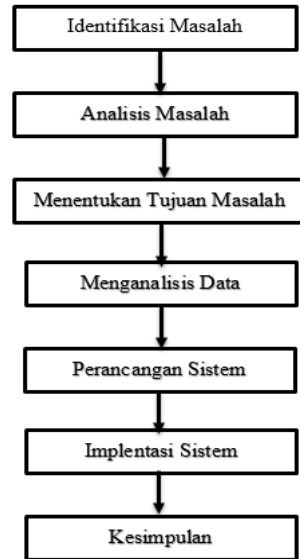 Identifikasi Masalah
Analisis Masalah
Menentukan Tujuan Masalah
Menganalisis Data
Perancangan Sistem
Implentasi Sistem
Kesimpulan